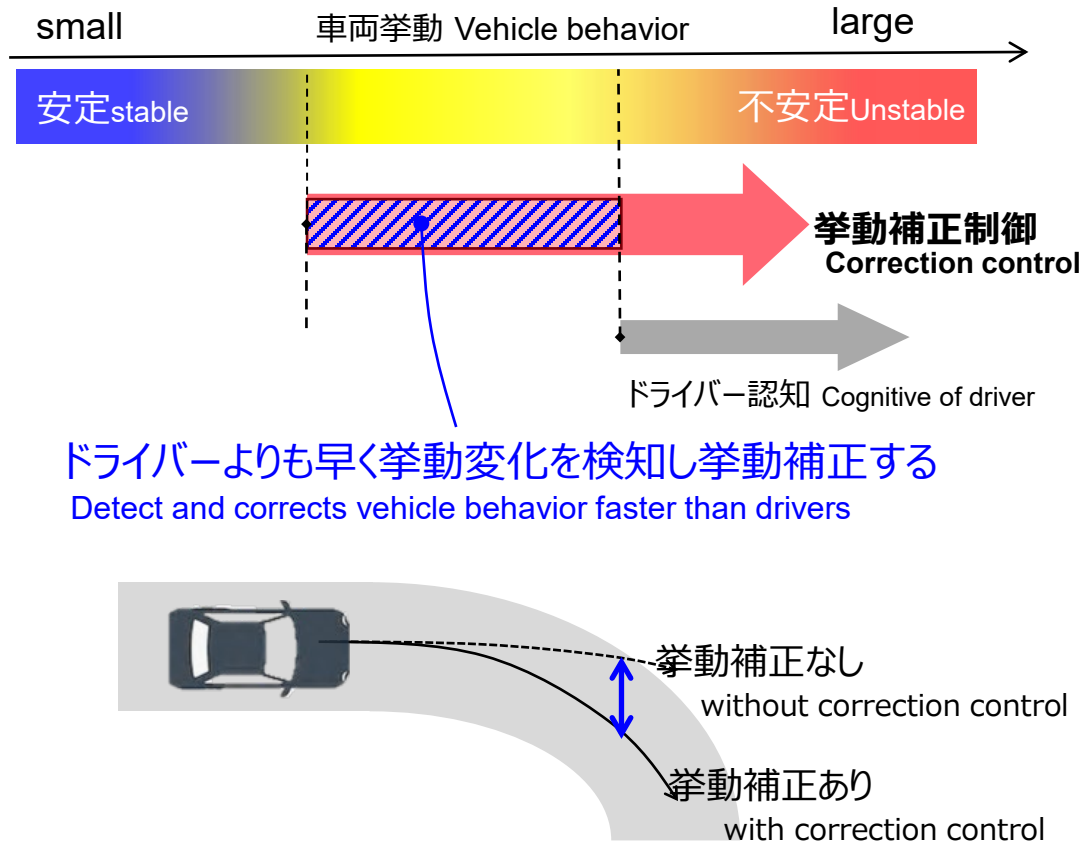 small 車両挙動 Vehicle behavior large
安定stable 不安定Unstable
挙動補正制御
Correction control
ドライバー認知 Cognitive of driver
ドライバーよりも早く挙動変化を検知し挙動補正する
Detect and corrects vehicle behavior faster than drivers
挙動補正なし
without correction control
挙動補正あり
with correction control